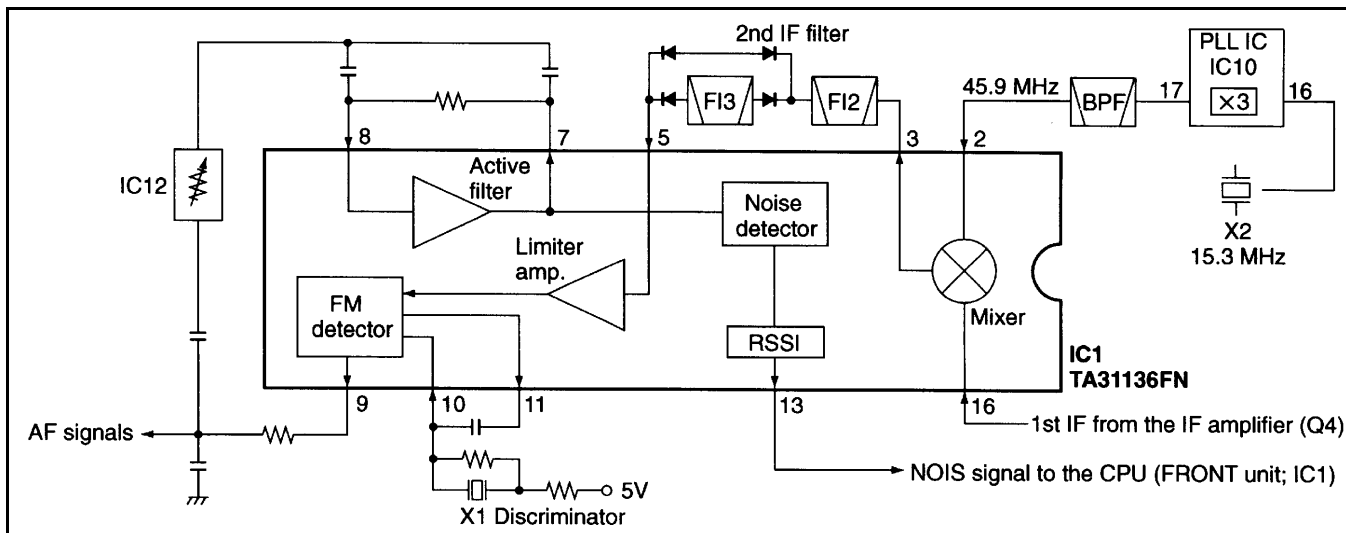 2nd IF filter
PLL IC
IC10
×3
45.9 MHz
BPF
17
16
FI3
FI2
8
7
5
3
2
IC12
Active
filter
Noise
detector
X2
15.3 MHz
Limiter
amp.
FM
detector
Mixer
RSSI
IC1
TA31136FN
9
10
11
13
16
AF signals
1st IF from the IF amplifier (Q4)
NOIS signal to the CPU (FRONT unit; IC1)
5V
X1 Discriminator